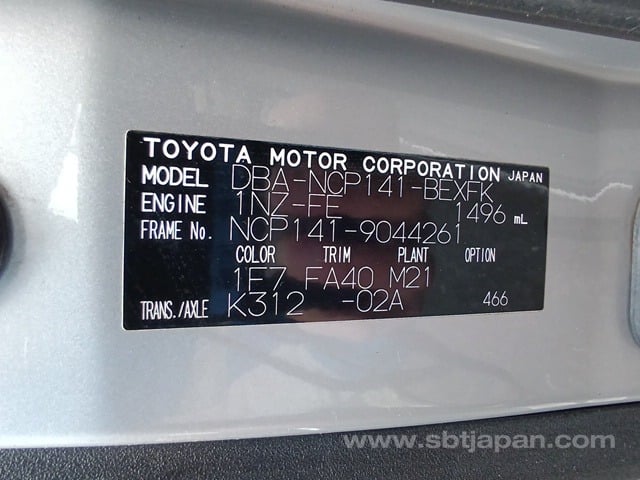 TOYOTA MOTOR CORPORATION JAPAN
MODEL DBA-NCP141-BEXFK
ENGINE 1NZ-FE 1496 mL
FRAME No. NCP141-9044261
COLOR TRIM PLANT OPTION
1F7 FA40 M21
TRANS./AXLE K312 -02A 466
www.sbtjapan.com